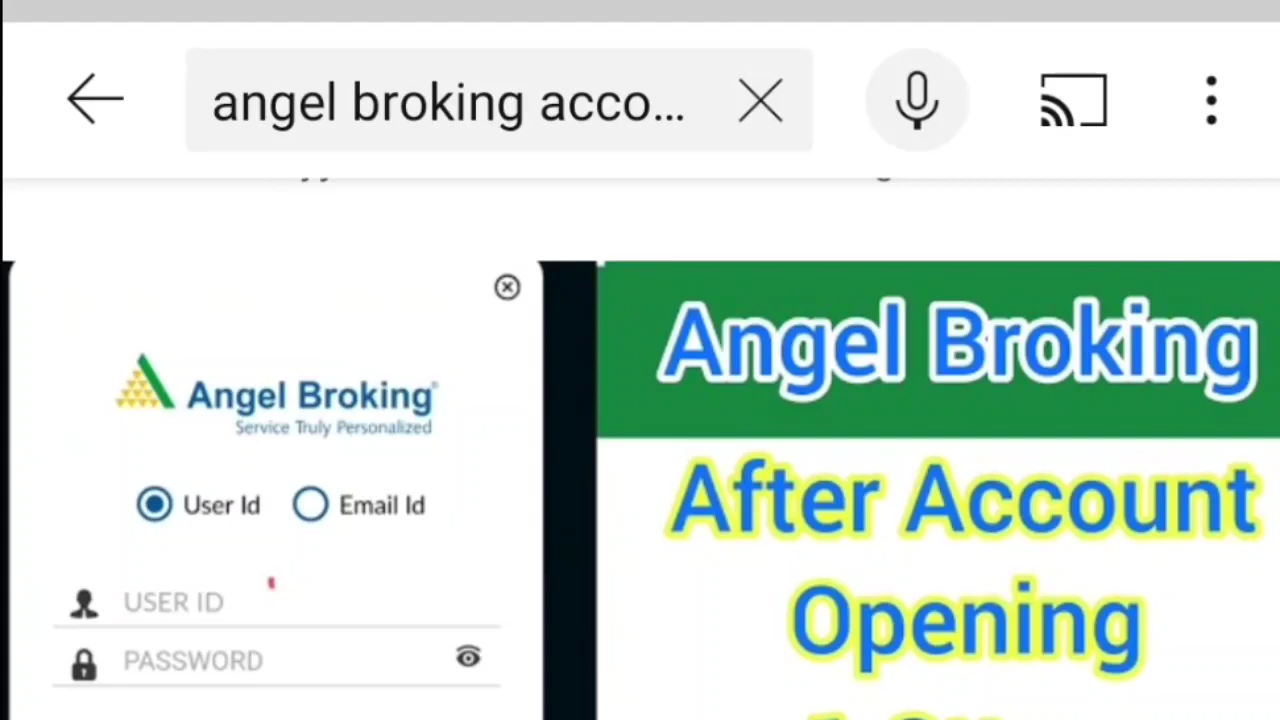 angel broking acco...
Angel Broking
Service Truly Personalized
User Id
Email Id
USER ID
PASSWORD
Angel Broking
After Account
Opening